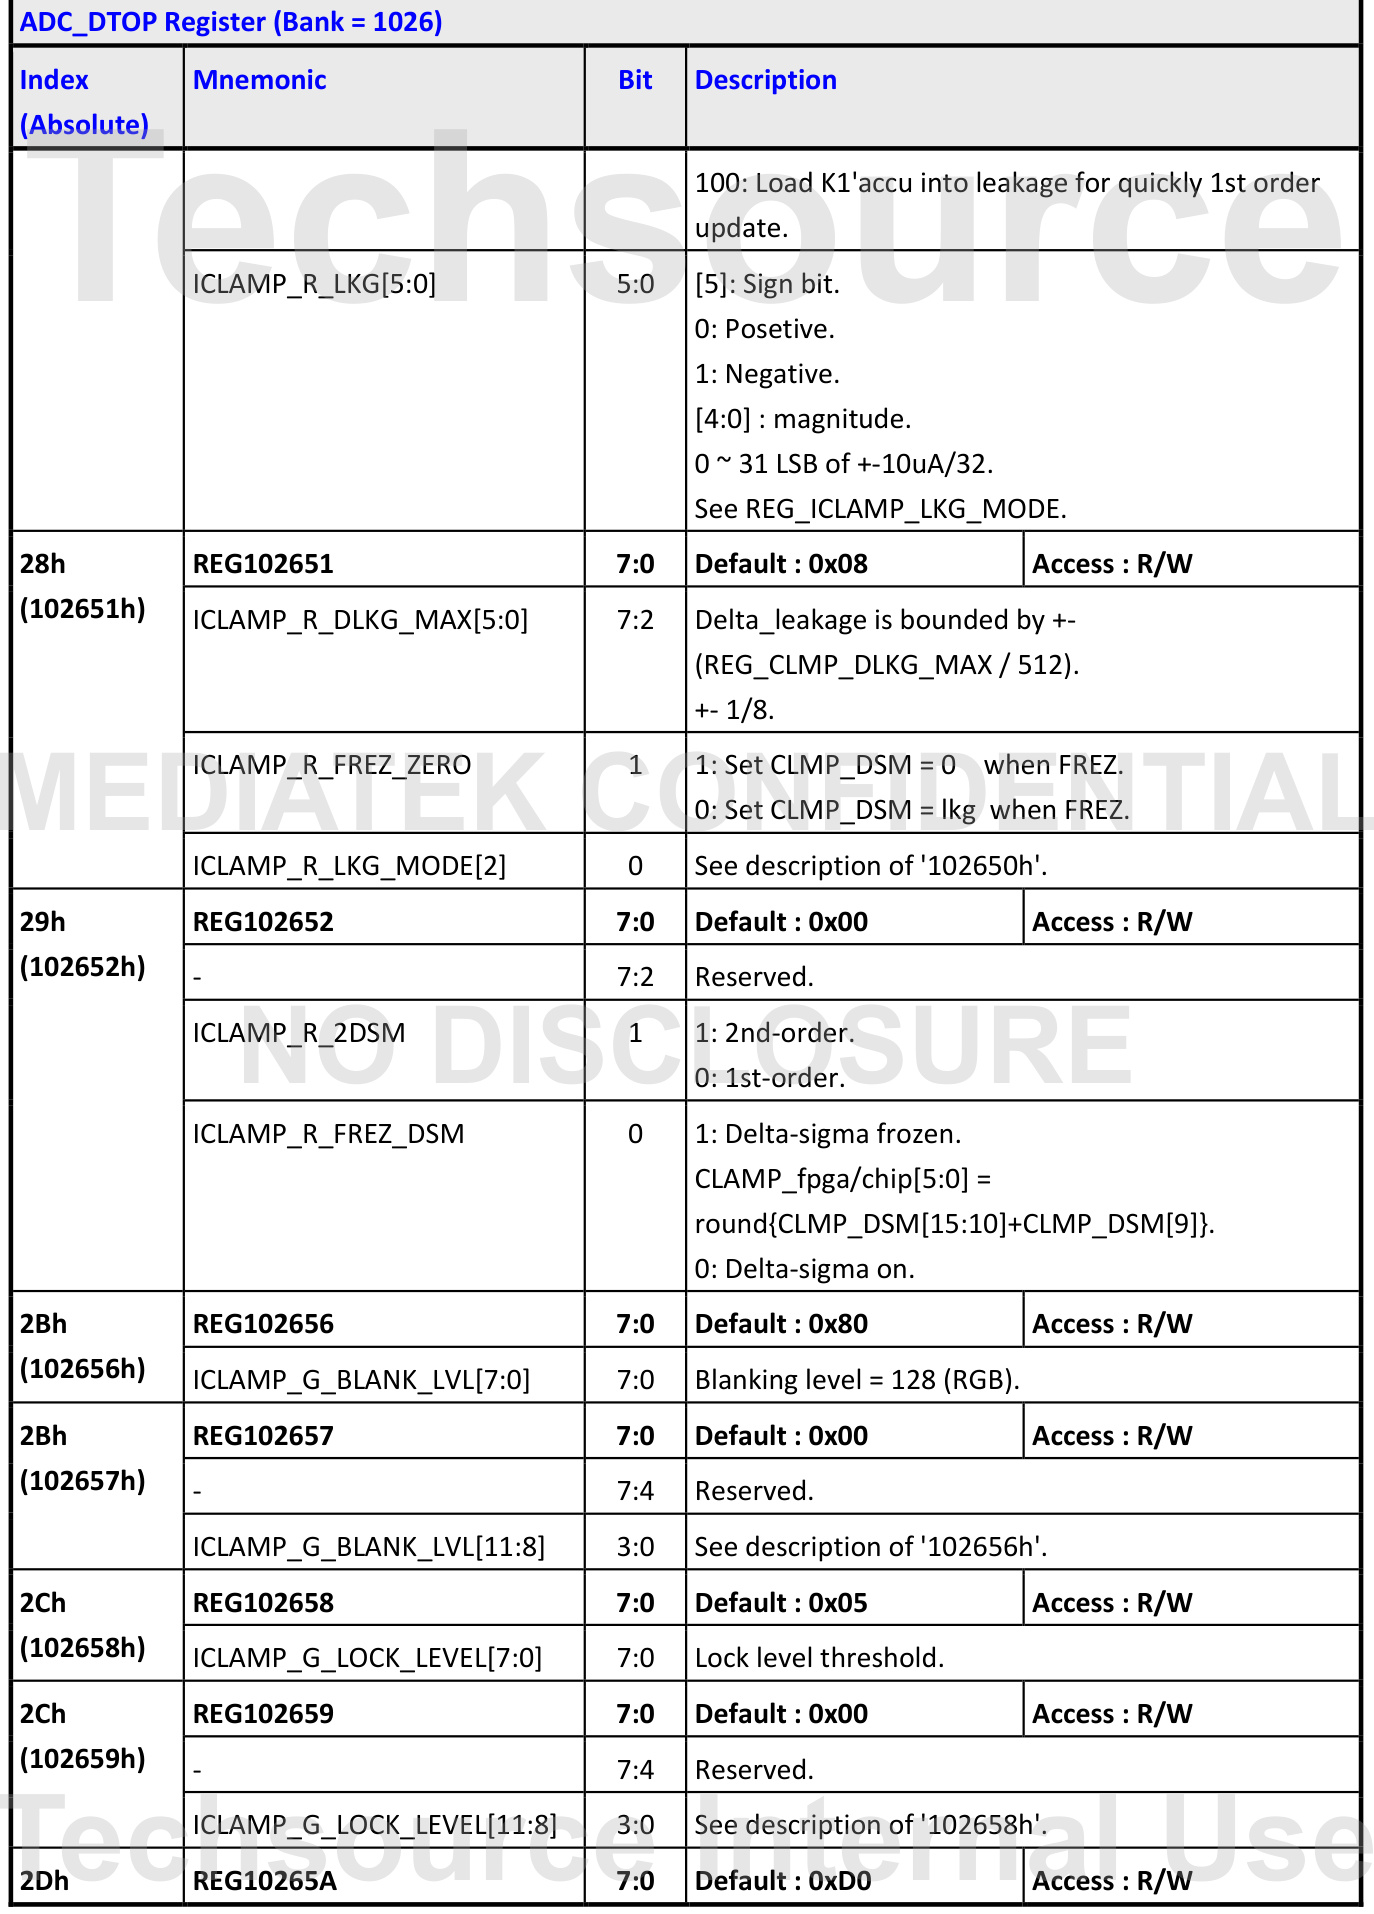 ADC_DTOP Register (Bank = 1026)
Index
(Absolute)
Mnemonic
Bit
Description
100: Load K1'accu into leakage for quickly 1st order
update.
ICLAMP_R_LKG[5:0]
5:0
[5]: Sign bit.
0: Posetive.
1: Negative.
[4:0] : magnitude.
0 ~ 31 LSB of +-10uA/32.
See REG_ICLAMP_LKG_MODE.
28h
(102651h)
REG102651
7:0
Default : 0x08
Access : R/W
ICLAMP_R_DLKG_MAX[5:0]
7:2
Delta_leakage is bounded by +-
(REG_CLMP_DLKG_MAX / 512).
+- 1/8.
ICLAMP_R_FREZ_ZERO
1
1: Set CLMP_DSM = 0    when FREZ.
0: Set CLMP_DSM = lkg  when FREZ.
ICLAMP_R_LKG_MODE[2]
0
See description of '102650h'.
29h
(102652h)
REG102652
7:0
Default : 0x00
Access : R/W
-
7:2
Reserved.
ICLAMP_R_2DSM
1
1: 2nd-order.
0: 1st-order.
ICLAMP_R_FREZ_DSM
0
1: Delta-sigma frozen.
CLAMP_fpga/chip[5:0] =
round{CLMP_DSM[15:10]+CLMP_DSM[9]}.
0: Delta-sigma on.
2Bh
(102656h)
REG102656
7:0
Default : 0x80
Access : R/W
ICLAMP_G_BLANK_LVL[7:0]
7:0
Blanking level = 128 (RGB).
2Bh
(102657h)
REG102657
7:0
Default : 0x00
Access : R/W
-
7:4
Reserved.
ICLAMP_G_BLANK_LVL[11:8]
3:0
See description of '102656h'.
2Ch
(102658h)
REG102658
7:0
Default : 0x05
Access : R/W
ICLAMP_G_LOCK_LEVEL[7:0]
7:0
Lock level threshold.
2Ch
(102659h)
REG102659
7:0
Default : 0x00
Access : R/W
-
7:4
Reserved.
ICLAMP_G_LOCK_LEVEL[11:8]
3:0
See description of '102658h'.
2Dh
REG10265A
7:0
Default : 0xD0
Access : R/W
Techsource
MEDIATEK CONFIDENTIAL
NO DISCLOSURE
Techsource Internal Use